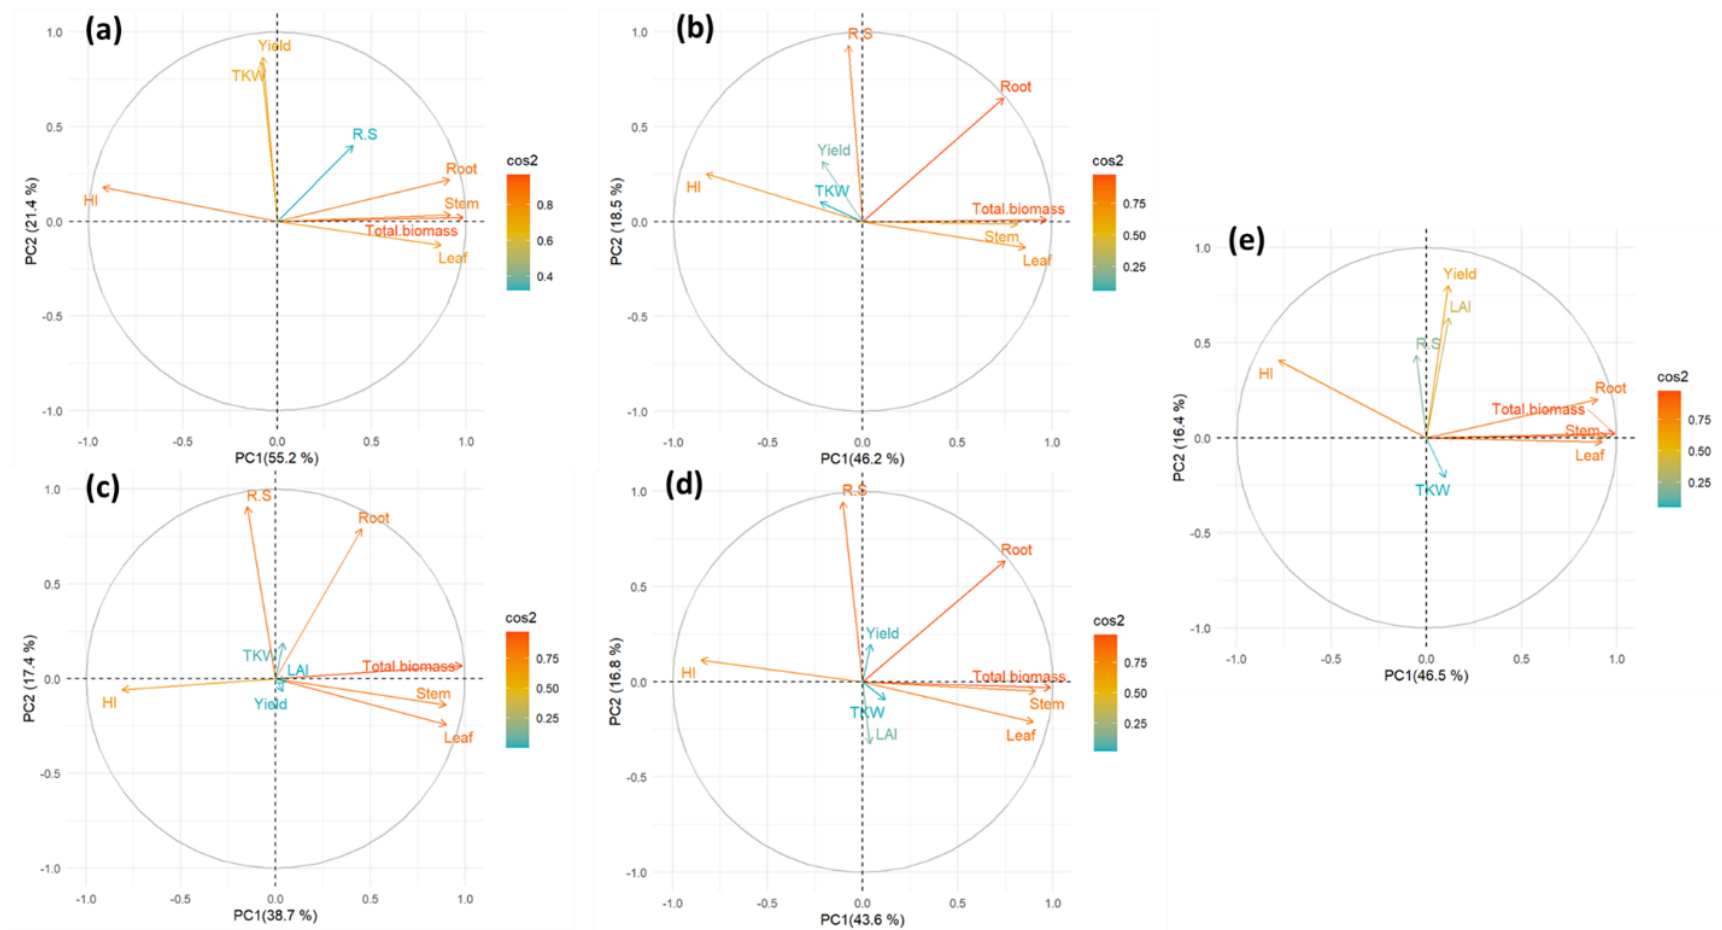 (a)
1.0
0.5
0.0
-0.5
-1.0
PC2 (21.4 %)
Yield
TKW
R.S
Root
HI
Stem
Total.biomass
Leaf
-1.0 -0.5 0.0 0.5 1.0
PC1(55.2 %)
cos2
0.8
0.6
0.4
(b)
1.0
0.5
0.0
-0.5
-1.0
PC2 (18.5 %)
R.S
Root
Yield
HI
TKW
Total.biomass
Stem
Leaf
-1.0 -0.5 0.0 0.5 1.0
PC1(46.2 %)
cos2
0.75
0.50
0.25
(c)
1.0
0.5
0.0
-0.5
-1.0
PC2 (17.4 %)
R.S
Root
TKW
LAI
Total.biomass
HI
Stem
Yield
Leaf
-1.0 -0.5 0.0 0.5 1.0
PC1(38.7 %)
cos2
0.75
0.50
0.25
(d)
1.0
0.5
0.0
-0.5
-1.0
PC2 (16.8 %)
R.S
Root
Yield
HI
Total.biomass
Stem
TKW
LAI
Leaf
-1.0 -0.5 0.0 0.5 1.0
PC1(43.6 %)
cos2
0.75
0.50
0.25
(e)
1.0
0.5
0.0
-0.5
-1.0
PC2 (16.4 %)
Yield
LAI
R.S
HI
Root
Total.biomass
Stem
Leaf
TKW
-1.0 -0.5 0.0 0.5 1.0
PC1(46.5 %)
cos2
0.75
0.50
0.25